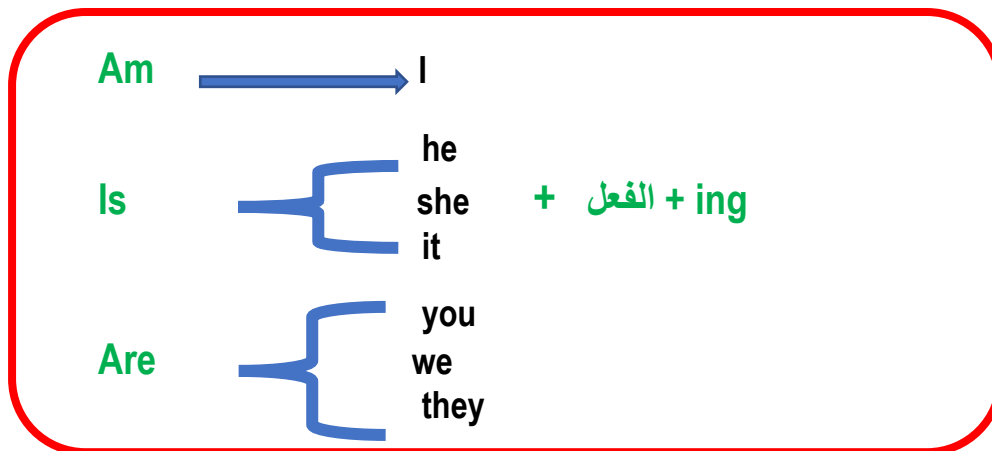 Am I
he
Is she + الفعل + ing
it
you
Are we
they